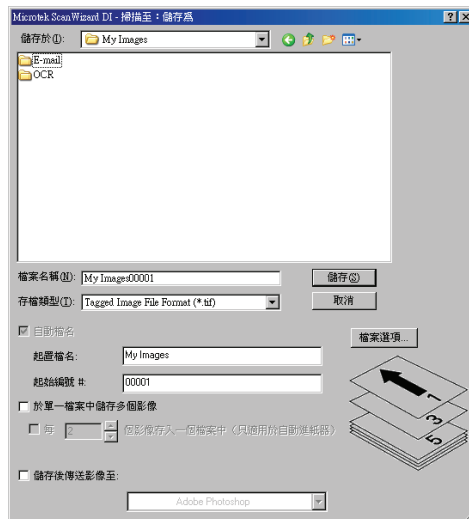 Microtek ScanWizard DI - 掃描至：儲存為
儲存於(I): My Images
E-mail
OCR
檔案名稱(N): My Images00001 儲存(S)
存檔類型(T): Tagged Image File Format (*.tif) 取消
自動檔名 檔案選項...
起置檔名: My Images
起始編號 #: 00001
於單一檔案中儲存多個影像
每 2 個影像存入一個檔案中（只適用於自動進紙器）
1
3
5
儲存後傳送影像至:
Adobe Photoshop